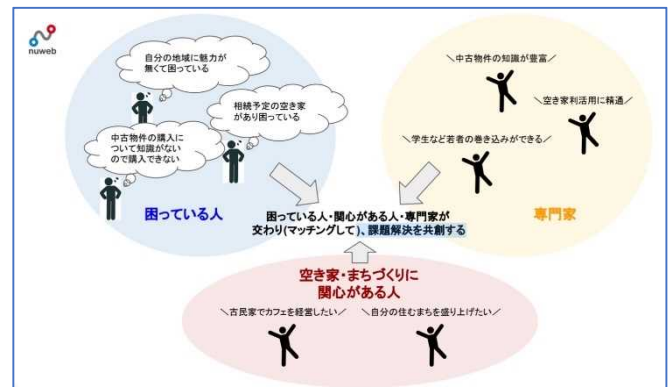 nuweb
自分の地域に魅力が
無くて困っている
相続予定の空き家
があり困っている
中古物件の購入に
ついて知識がない
ので購入できない
困っている人
＼中古物件の知識が豊富／
＼空き家利活用に精通／
＼学生など若者の巻き込みができる／
専門家
困っている人・関心がある人・専門家が
交わり(マッチングして)、課題解決を共創する
空き家・まちづくりに
関心がある人
＼古民家でカフェを経営したい／
＼自分の住むまちを盛り上げたい／